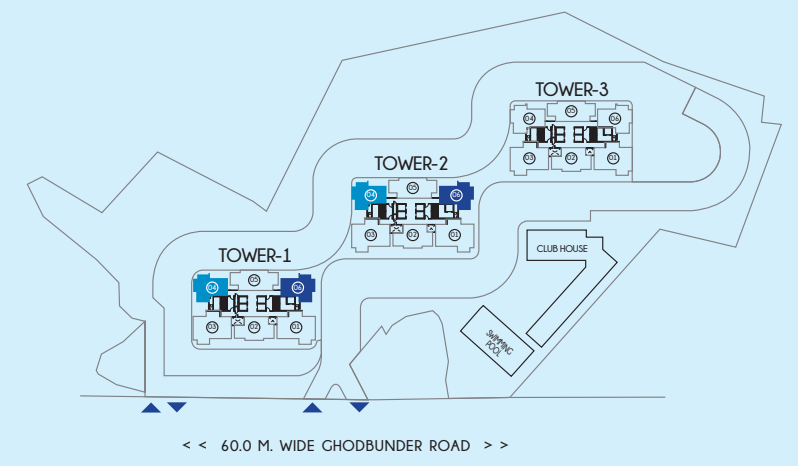 TOWER-3
04 05 06
03 02 01
TOWER-2
04 05 06
03 02 01
TOWER-1
04 05 06
03 02 01
CLUB HOUSE
SWIMMING
POOL
< < 60.0 M. WIDE GHODBUNDER ROAD > >